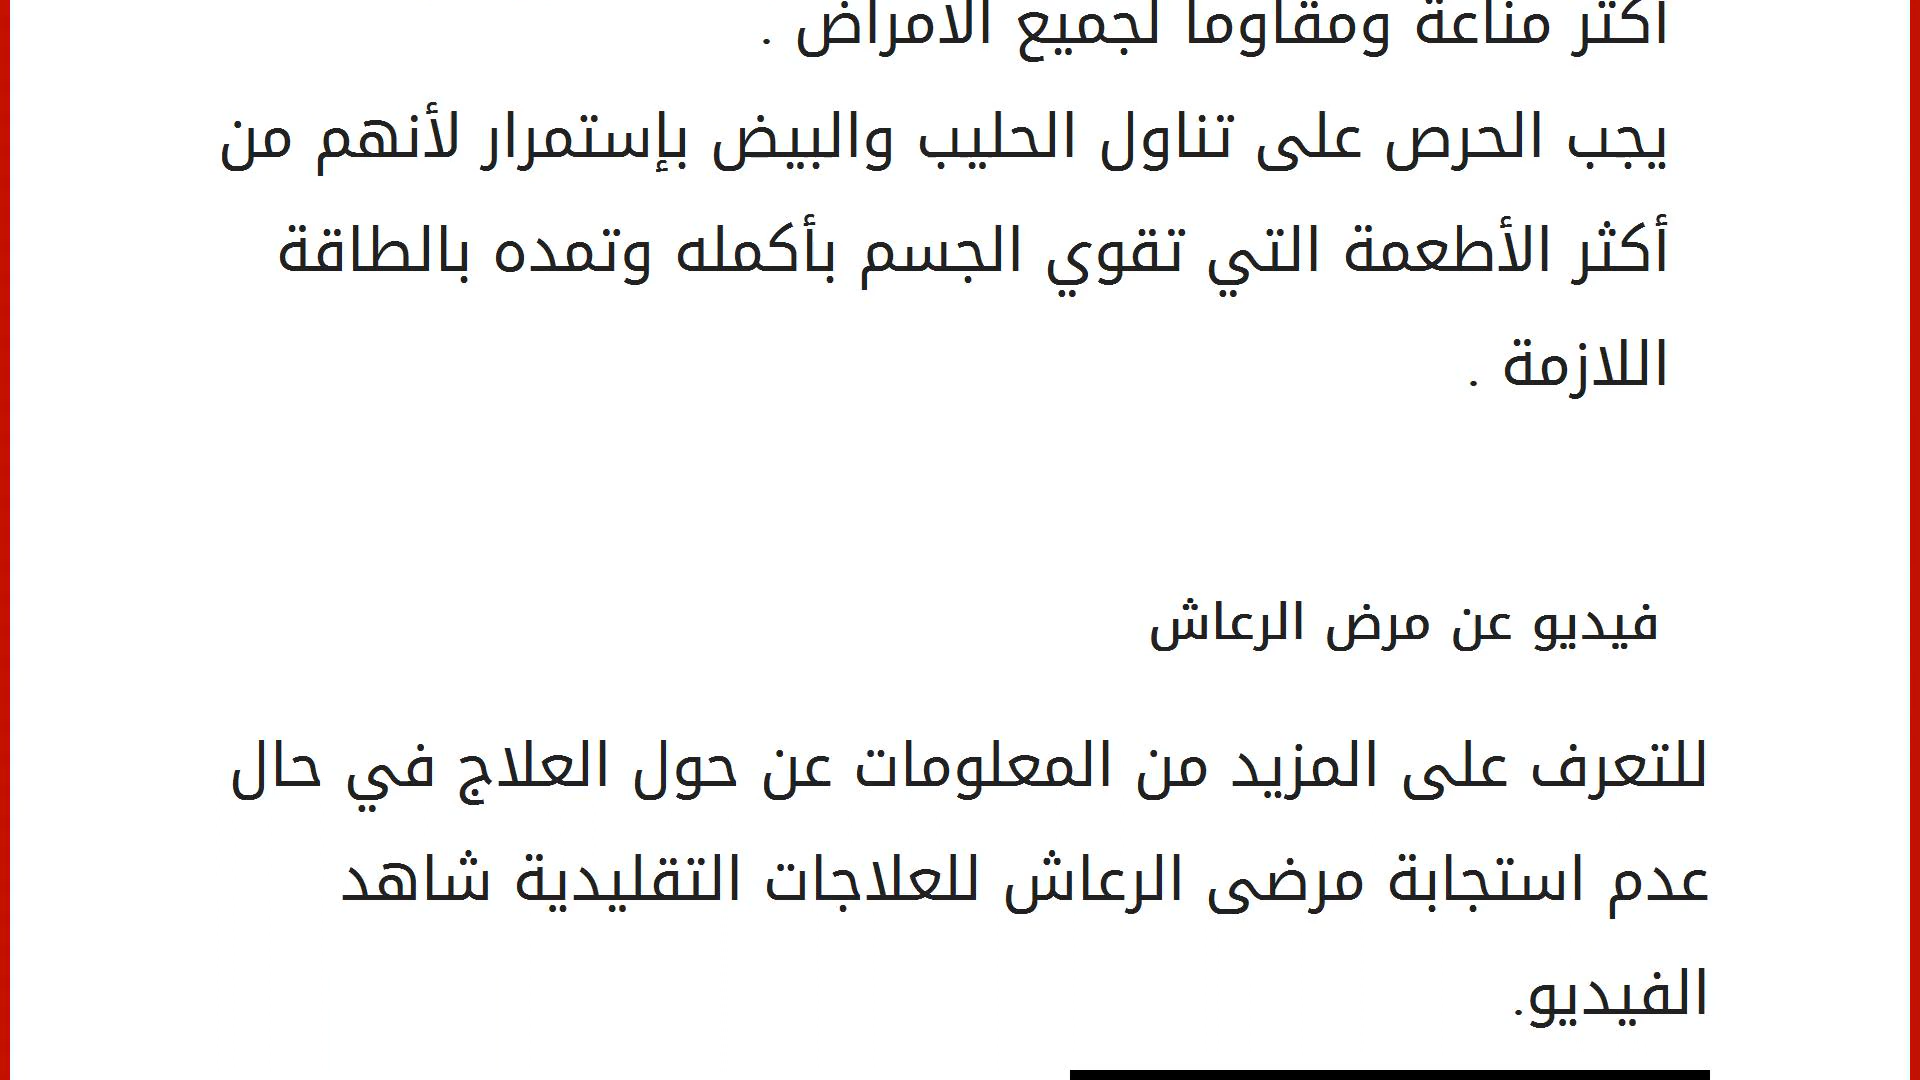 أكثر مناعة ومقاوما لجميع الامراض .
يجب الحرص على تناول الحليب والبيض بإستمرار لأنهم من
أكثر الأطعمة التي تقوي الجسم بأكمله وتمده بالطاقة
اللازمة .
فيديو عن مرض الرعاش
للتعرف على المزيد من المعلومات عن حول العلاج في حال
عدم استجابة مرضى الرعاش للعلاجات التقليدية شاهد
الفيديو.